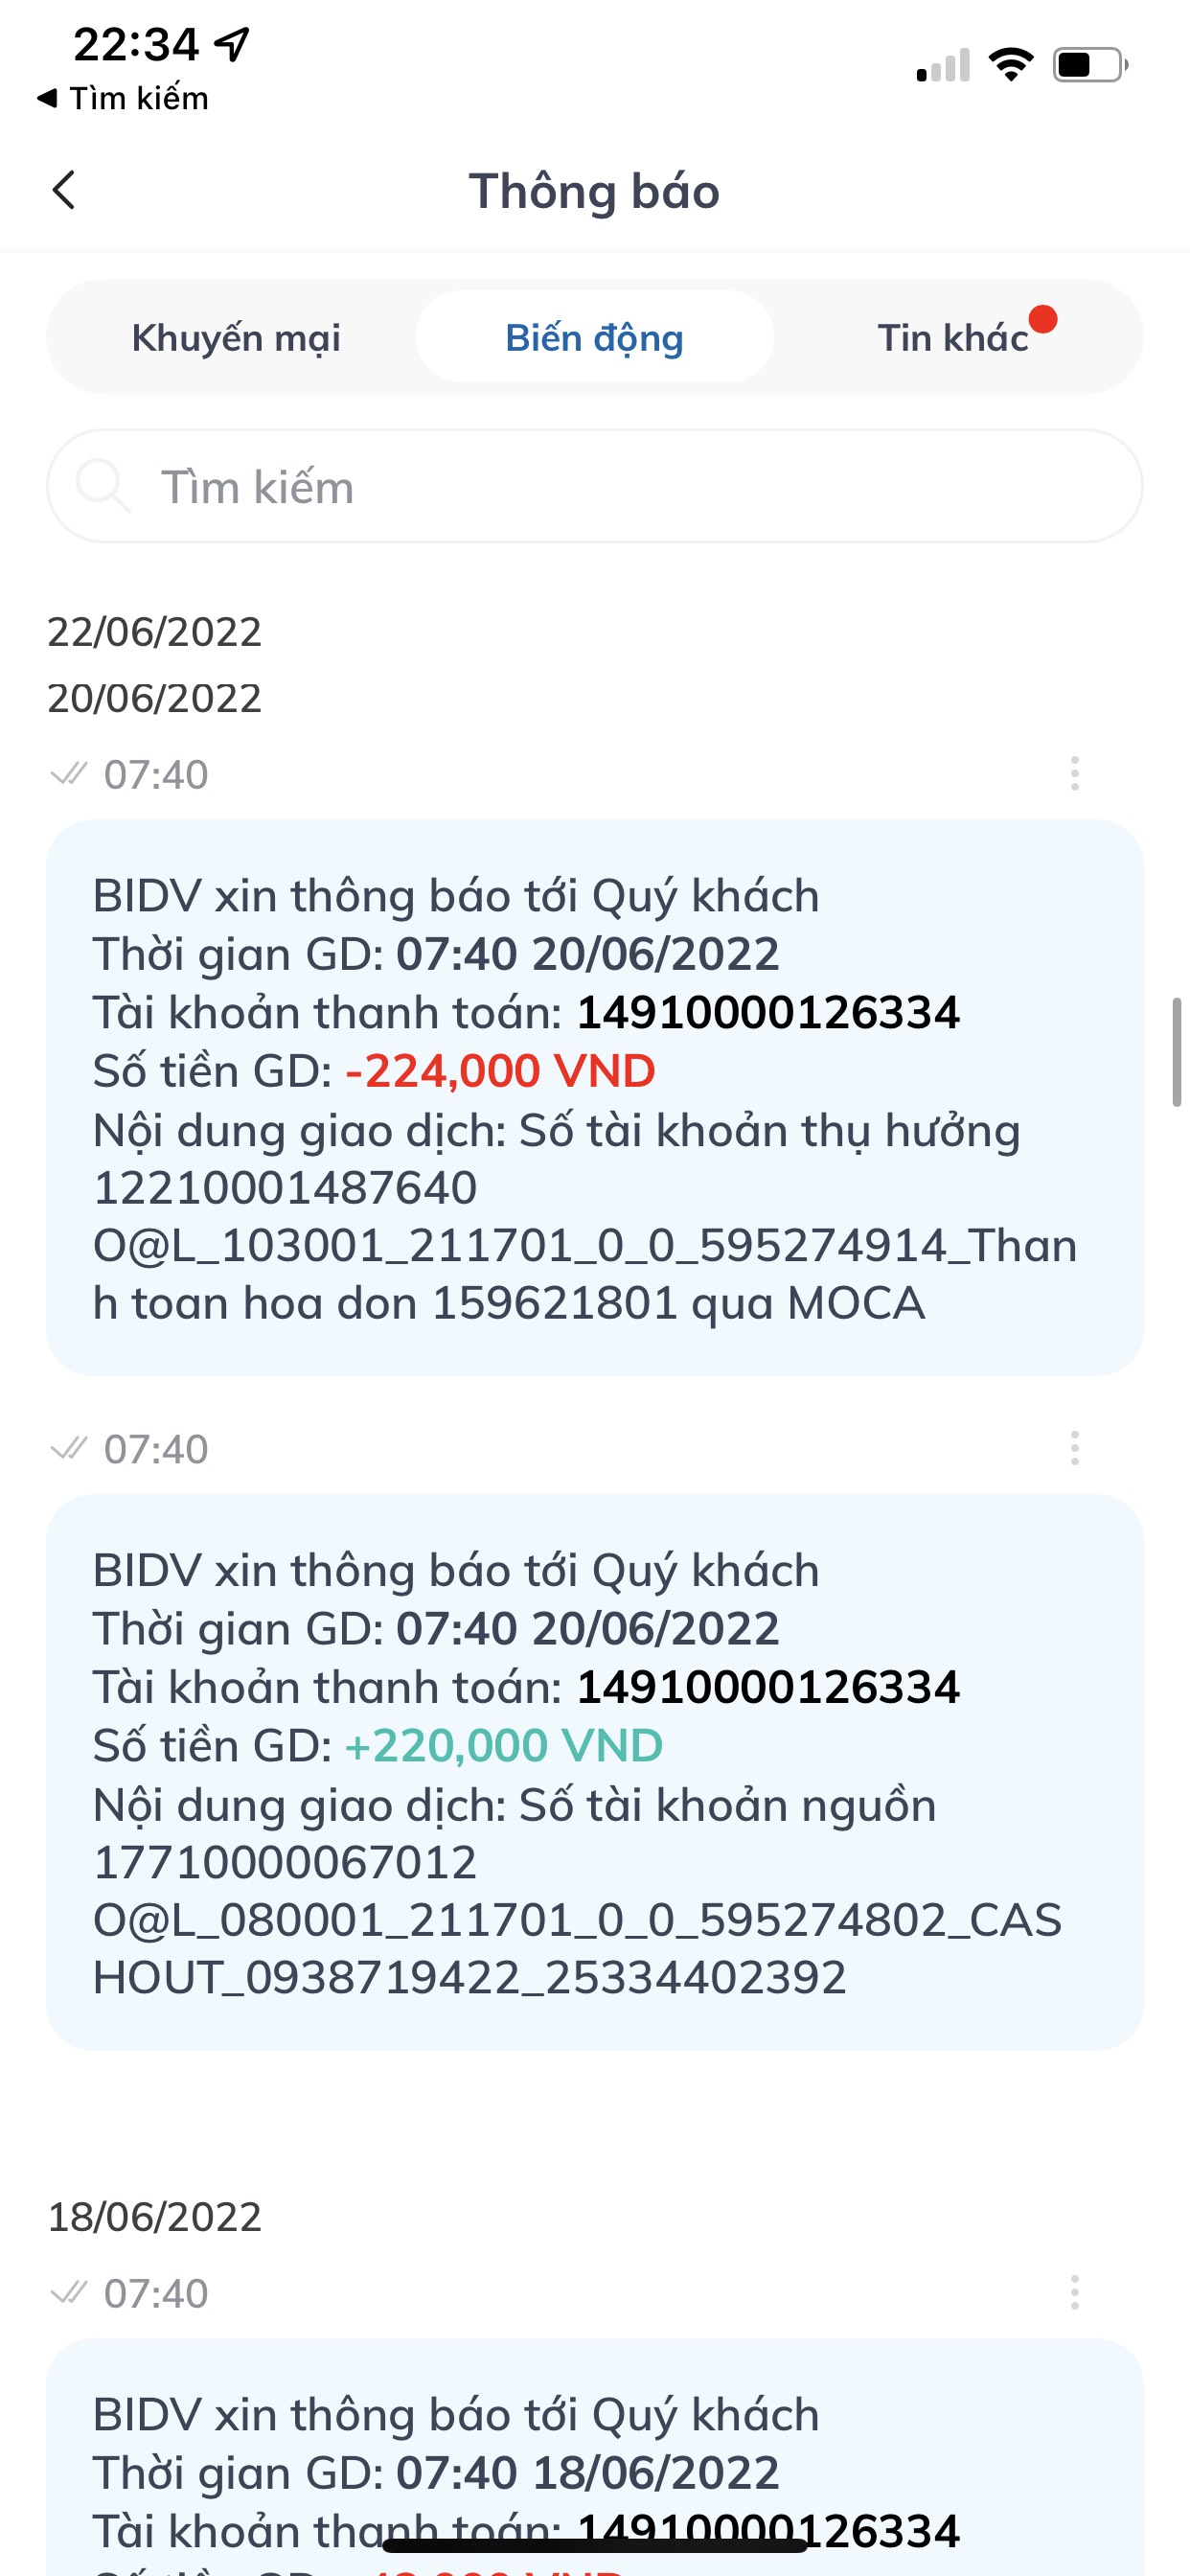 22:34
Tìm kiếm
Thông báo
Khuyến mại
Biến động
Tin khác
Tìm kiếm
22/06/2022
20/06/2022
07:40
BIDV xin thông báo tới Quý khách
Thời gian GD: 07:40 20/06/2022
Tài khoản thanh toán: 14910000126334
Số tiền GD: -224,000 VND
Nội dung giao dịch: Số tài khoản thụ hưởng
12210001487640
O@L_103001_211701_0_0_595274914_Than
h toan hoa don 159621801 qua MOCA
07:40
BIDV xin thông báo tới Quý khách
Thời gian GD: 07:40 20/06/2022
Tài khoản thanh toán: 14910000126334
Số tiền GD: +220,000 VND
Nội dung giao dịch: Số tài khoản nguồn
17710000067012
O@L_080001_211701_0_0_595274802_CAS
HOUT_0938719422_25334402392
18/06/2022
07:40
BIDV xin thông báo tới Quý khách
Thời gian GD: 07:40 18/06/2022
Tài khoản thanh toán: 14910000126334